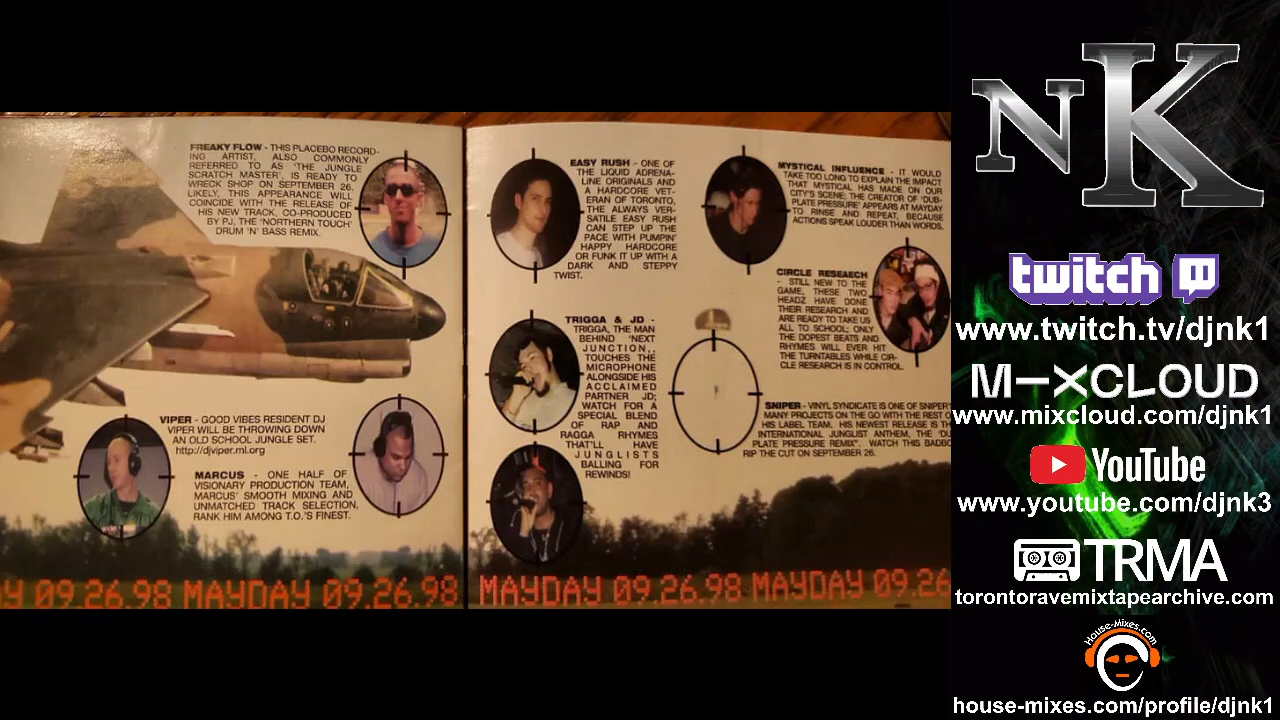 FREAKY FLOW - THIS PLACEBO RECORD-
ING ARTIST, ALSO COMMONLY
REFERRED TO AS 'THE JUNGLE
SCRATCH MASTER', IS READY TO
WRECK SHOP ON SEPTEMBER 26.
LIKELY, THIS APPEARANCE WILL
COINCIDE WITH THE RELEASE OF
HIS NEW TRACK, CO-PRODUCED
BY PJ, THE 'NORTHERN TOUCH'
DRUM 'N' BASS REMIX.
VIPER - GOOD VIBES RESIDENT DJ
VIPER WILL BE THROWING DOWN
AN OLD SCHOOL JUNGLE SET.
http://djviper.ml.org
MARCUS - ONE HALF OF
VISIONARY PRODUCTION TEAM,
MARCUS' SMOOTH MIXING AND
UNMATCHED TRACK SELECTION,
RANK HIM AMONG T.O.'S FINEST.
EASY RUSH - ONE OF
THE LIQUID ADRENA-
LINE ORIGINALS AND
A HARDCORE VET-
ERAN OF TORONTO,
THE ALWAYS VER-
SATILE EASY RUSH
CAN STEP UP THE
PACE WITH PUMPIN'
HAPPY HARDCORE
OR FUNK IT UP WITH A
DARK AND STEPPY
TWIST.
TRIGGA & JD -
TRIGGA, THE MAN
BEHIND 'NEXT
JUNCTION,,
TOUCHES THE
MICROPHONE
ALONGSIDE HIS
ACCLAIMED
PARTNER JD;
WATCH FOR A
SPECIAL BLEND
OF RAP AND
RAGGA RHYMES
THAT'LL HAVE
JUNGLISTS
BALLING FOR
REWINDS!
MYSTICAL INFLUENCE - IT WOULD
TAKE TOO LONG TO EXPLAIN THE IMPACT
THAT MYSTICAL HAS MADE ON OUR
CITY'S SCENE; THE CREATOR OF 'DUB-
PLATE PRESSURE' APPEARS AT MAYDAY
TO RINSE AND REPEAT, BECAUSE
ACTIONS SPEAK LOUDER THAN WORDS.
CIRCLE RESEAECH
- STILL NEW TO THE
GAME, THESE TWO
HEADZ HAVE DONE
THEIR RESEARCH AND
ARE READY TO TAKE US
ALL TO SCHOOL; ONLY
THE DOPEST BEATS AND
RHYMES WILL EVER HIT
THE TURNTABLES WHILE CIR-
CLE RESEARCH IS IN CONTROL.
SNIPER - VINYL SYNDICATE IS ONE OF SNIPER'
MANY PROJECTS ON THE GO WITH THE REST O
HIS LABEL TEAM. HIS NEWEST RELEASE IS TH
INTERNATIONAL JUNGLIST ANTHEM, THE "DU
PLATE PRESSURE REMIX". WATCH THIS BADBO
RIP THE CUT ON SEPTEMBER 26.
AY 09.26.98 MAYDAY 09.26.98
MAYDAY 09.26.98 MAYDAY 09.26
NK
twitch
www.twitch.tv/djnk1
MIXCLOUD
www.mixcloud.com/djnk1
YouTube
www.youtube.com/djnk3
TRMA
torontoravemixtapearchive.com
House-Mixes.com
house-mixes.com/profile/djnk1